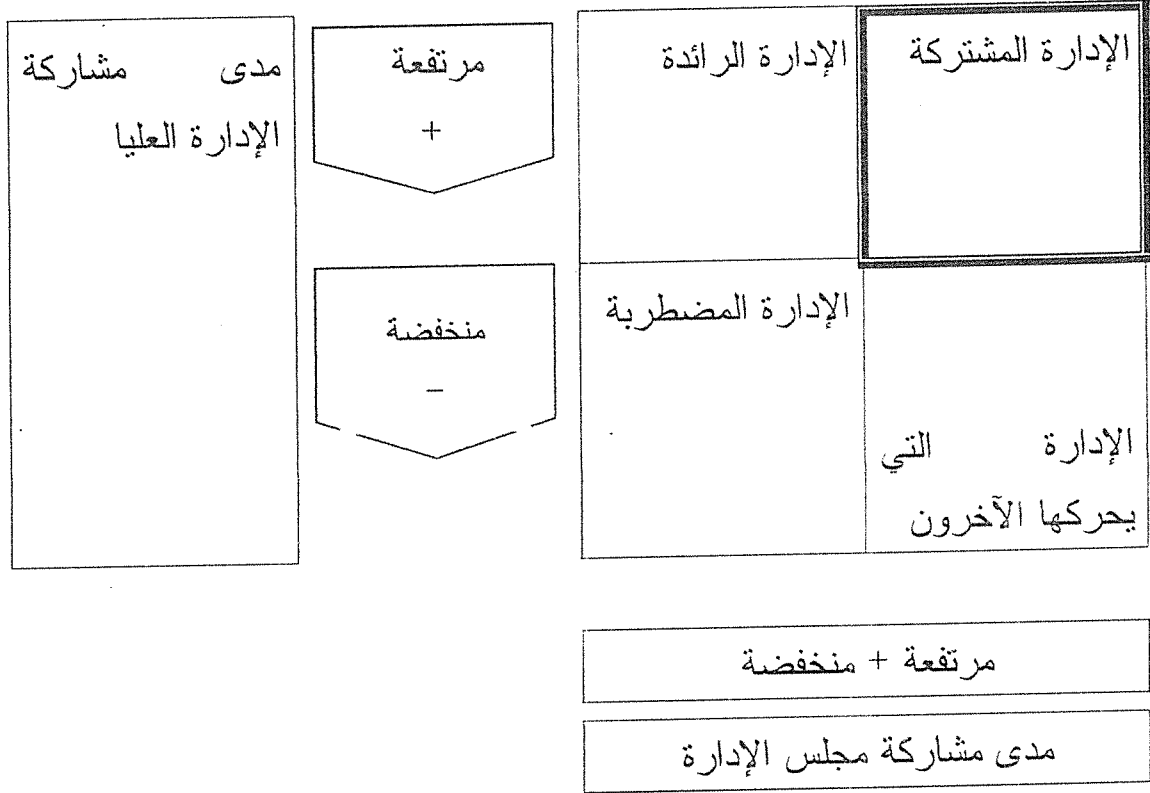 الإدارة المشتركة
الإدارة الرائدة
مرتفعة
+
مدى مشاركة
الإدارة العليا
الإدارة المضطربة
منخفضة
–
الإدارة التي
يحركها الآخرون
مرتفعة + منخفضة
مدى مشاركة مجلس الإدارة